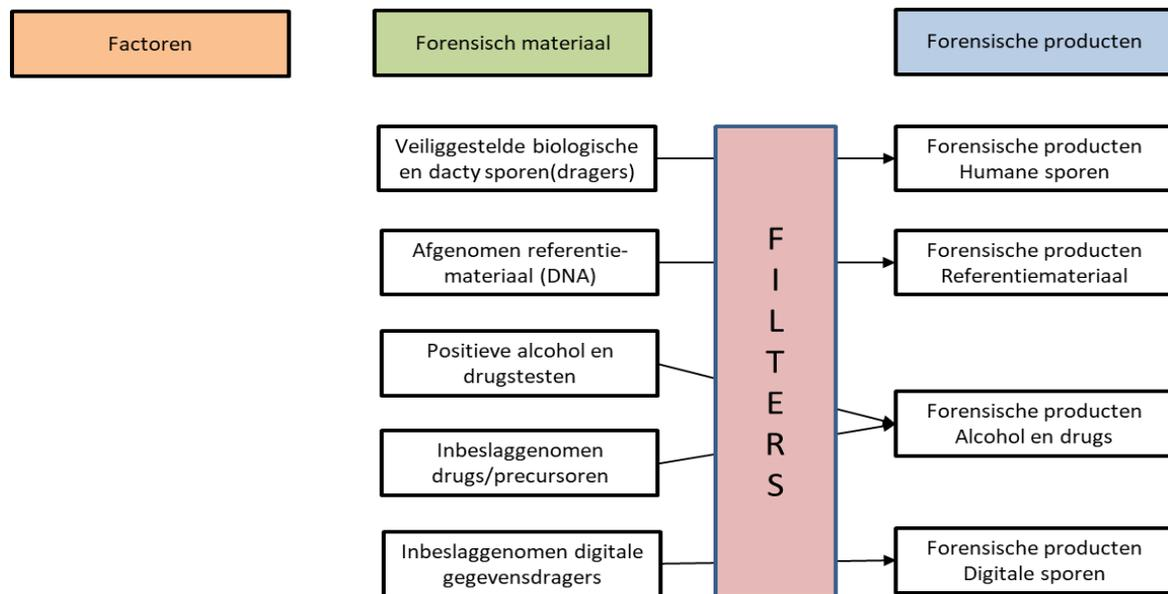 Factoren
Forensisch materiaal
Forensische producten
Veiliggestelde biologische
en dacty sporen(dragers)
Forensische producten
Humane sporen
Afgenomen referentie-
materiaal (DNA)
Forensische producten
Referentiemateriaal
Positieve alcohol en
drugstesten
Forensische producten
Alcohol en drugs
Inbeslaggenomen
drugs/precursoren
Inbeslaggenomen digitale
gegevensdragers
Forensische producten
Digitale sporen
F
I
L
T
E
R
S